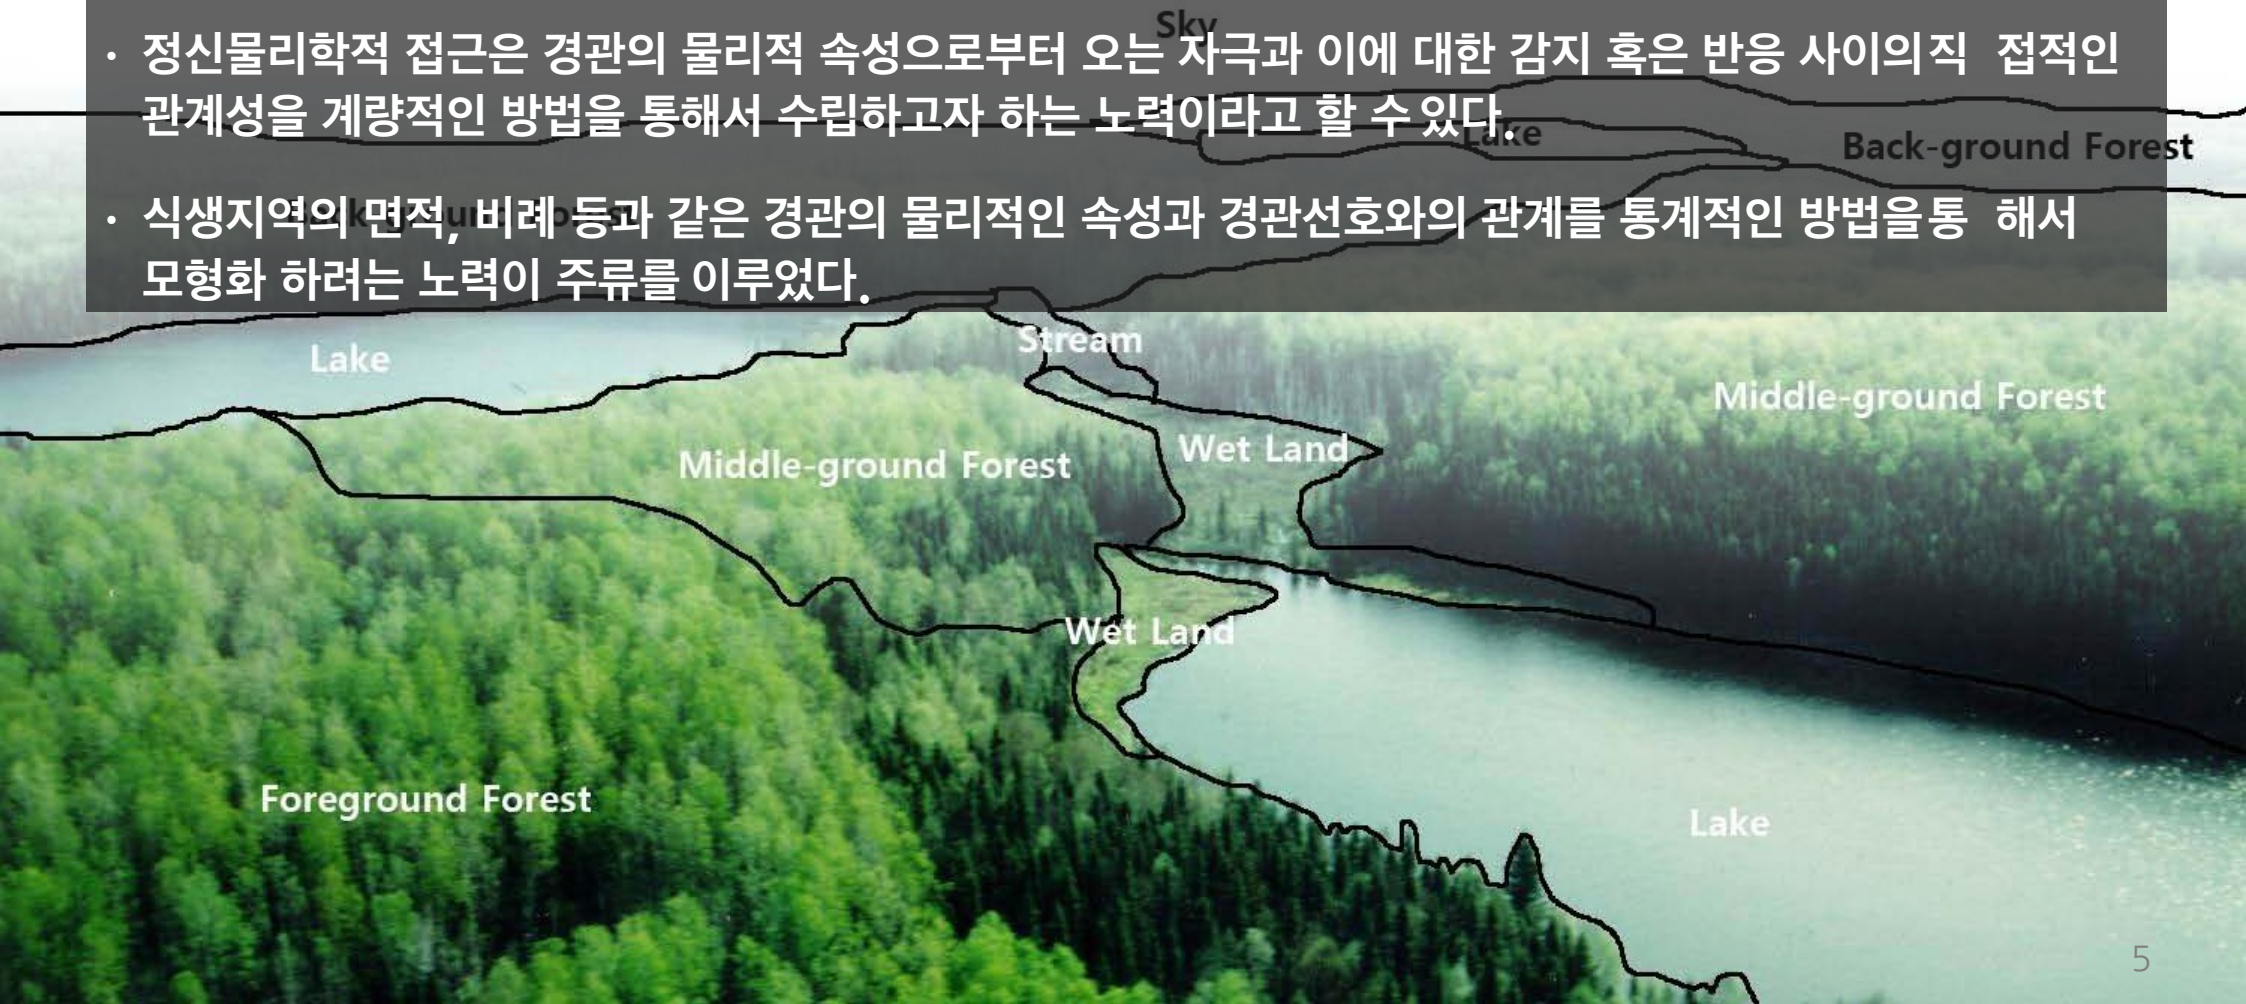 Sky
• 정신물리학적 접근은 경관의 물리적 속성으로부터 오는 자극과 이에 대한 감지 혹은 반응 사이의직 접적인
관계성을 계량적인 방법을 통해서 수립하고자 하는 노력이라고 할 수 있다.
Lake
Back-ground Forest
Back-ground Forest
• 식생지역의 면적, 비례 등과 같은 경관의 물리적인 속성과 경관선호와의 관계를 통계적인 방법을통 해서
모형화 하려는 노력이 주류를 이루었다.
Stream
Lake
Middle-ground Forest
Wet Land
Middle-ground Forest
Wet Land
Foreground Forest
Lake
5